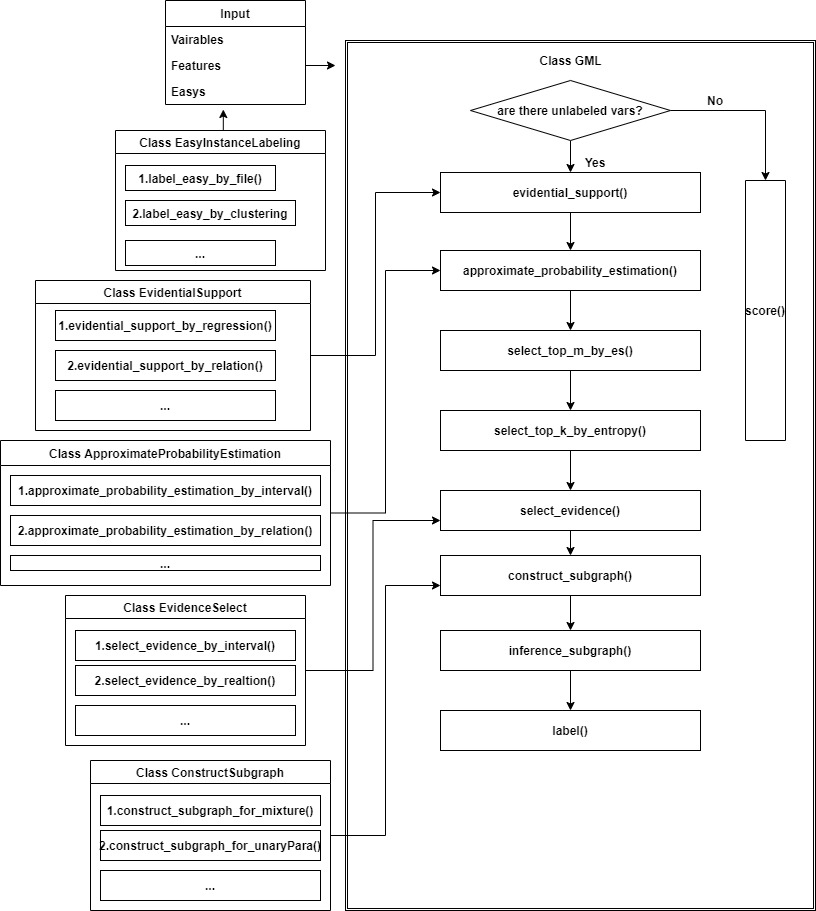 Input
Vairables
Features
Easys
Class EasyInstanceLabeling
1.label_easy_by_file()
2.label_easy_by_clustering
...
Class EvidentialSupport
1.evidential_support_by_regression()
2.evidential_support_by_relation()
...
Class ApproximateProbabilityEstimation
1.approximate_probability_estimation_by_interval()
2.approximate_probability_estimation_by_relation()
...
Class EvidenceSelect
1.select_evidence_by_interval()
2.select_evidence_by_realtion()
...
Class ConstructSubgraph
1.construct_subgraph_for_mixture()
2.construct_subgraph_for_unaryPara()
...
Class GML
are there unlabeled vars?
No
Yes
evidential_support()
approximate_probability_estimation()
select_top_m_by_es()
select_top_k_by_entropy()
select_evidence()
construct_subgraph()
inference_subgraph()
label()
score()